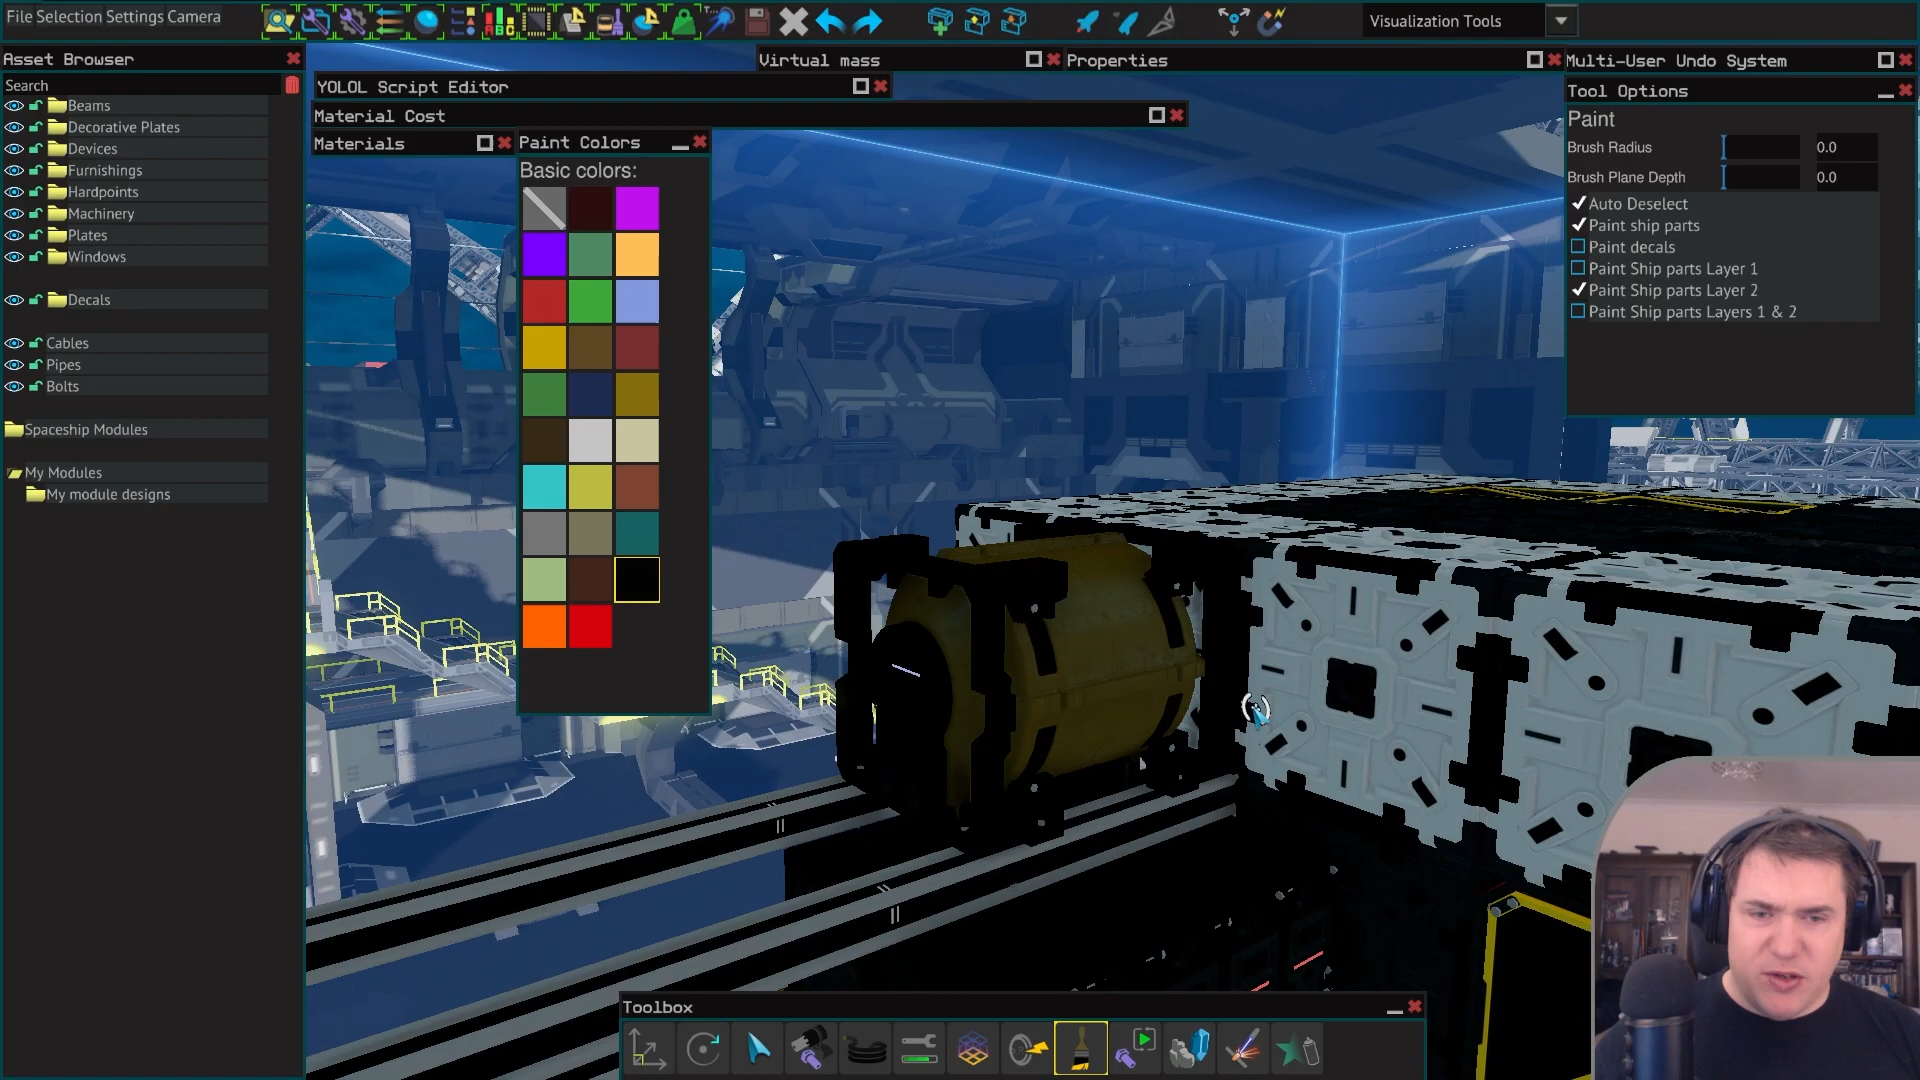 File Selection Settings Camera
Visualization Tools
Asset Browser
Virtual mass
Properties
Multi-User Undo System
Search
YOLOL Script Editor
Tool Options
Beams
Material Cost
Paint
Decorative Plates
Materials
Paint Colors
Brush Radius
0.0
Devices
Basic colors:
Brush Plane Depth
0.0
Furnishings
Auto Deselect
Hardpoints
Paint ship parts
Machinery
Paint decals
Plates
Paint Ship parts Layer 1
Windows
Paint Ship parts Layer 2
Decals
Paint Ship parts Layers 1 & 2
Cables
Pipes
Bolts
Spaceship Modules
My Modules
My module designs
Toolbox
ABC